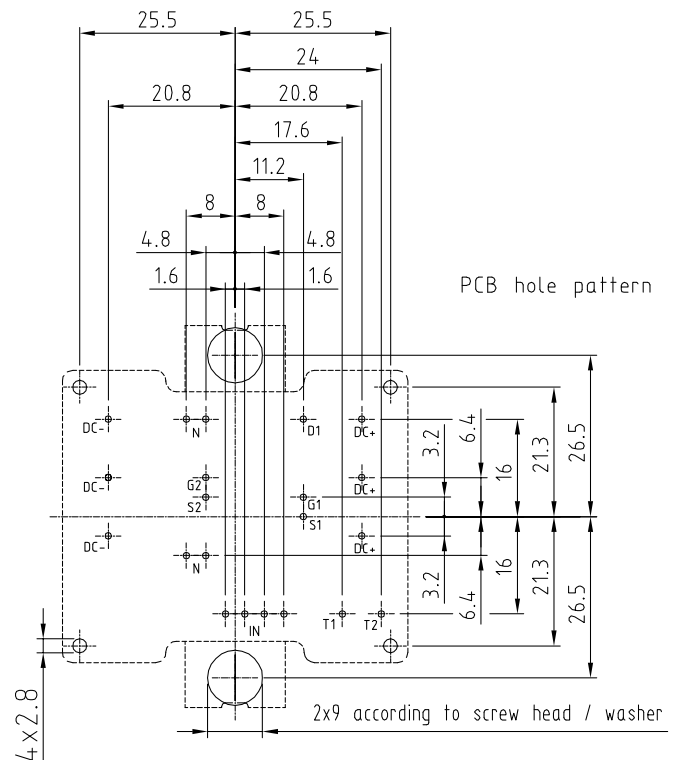 25.5 25.5
24
20.8 20.8
17.6
11.2
8 8
4.8 4.8
1.6 1.6
PCB hole pattern
DC- N D1 DC+
DC- G2 DC+
S2 G1
S1
DC- DC+
N
IN T1 T2
3.2 6.4 16 21.3 26.5
3.2 6.4 16 21.3 26.5
4x2.8
2x9 according to screw head / washer